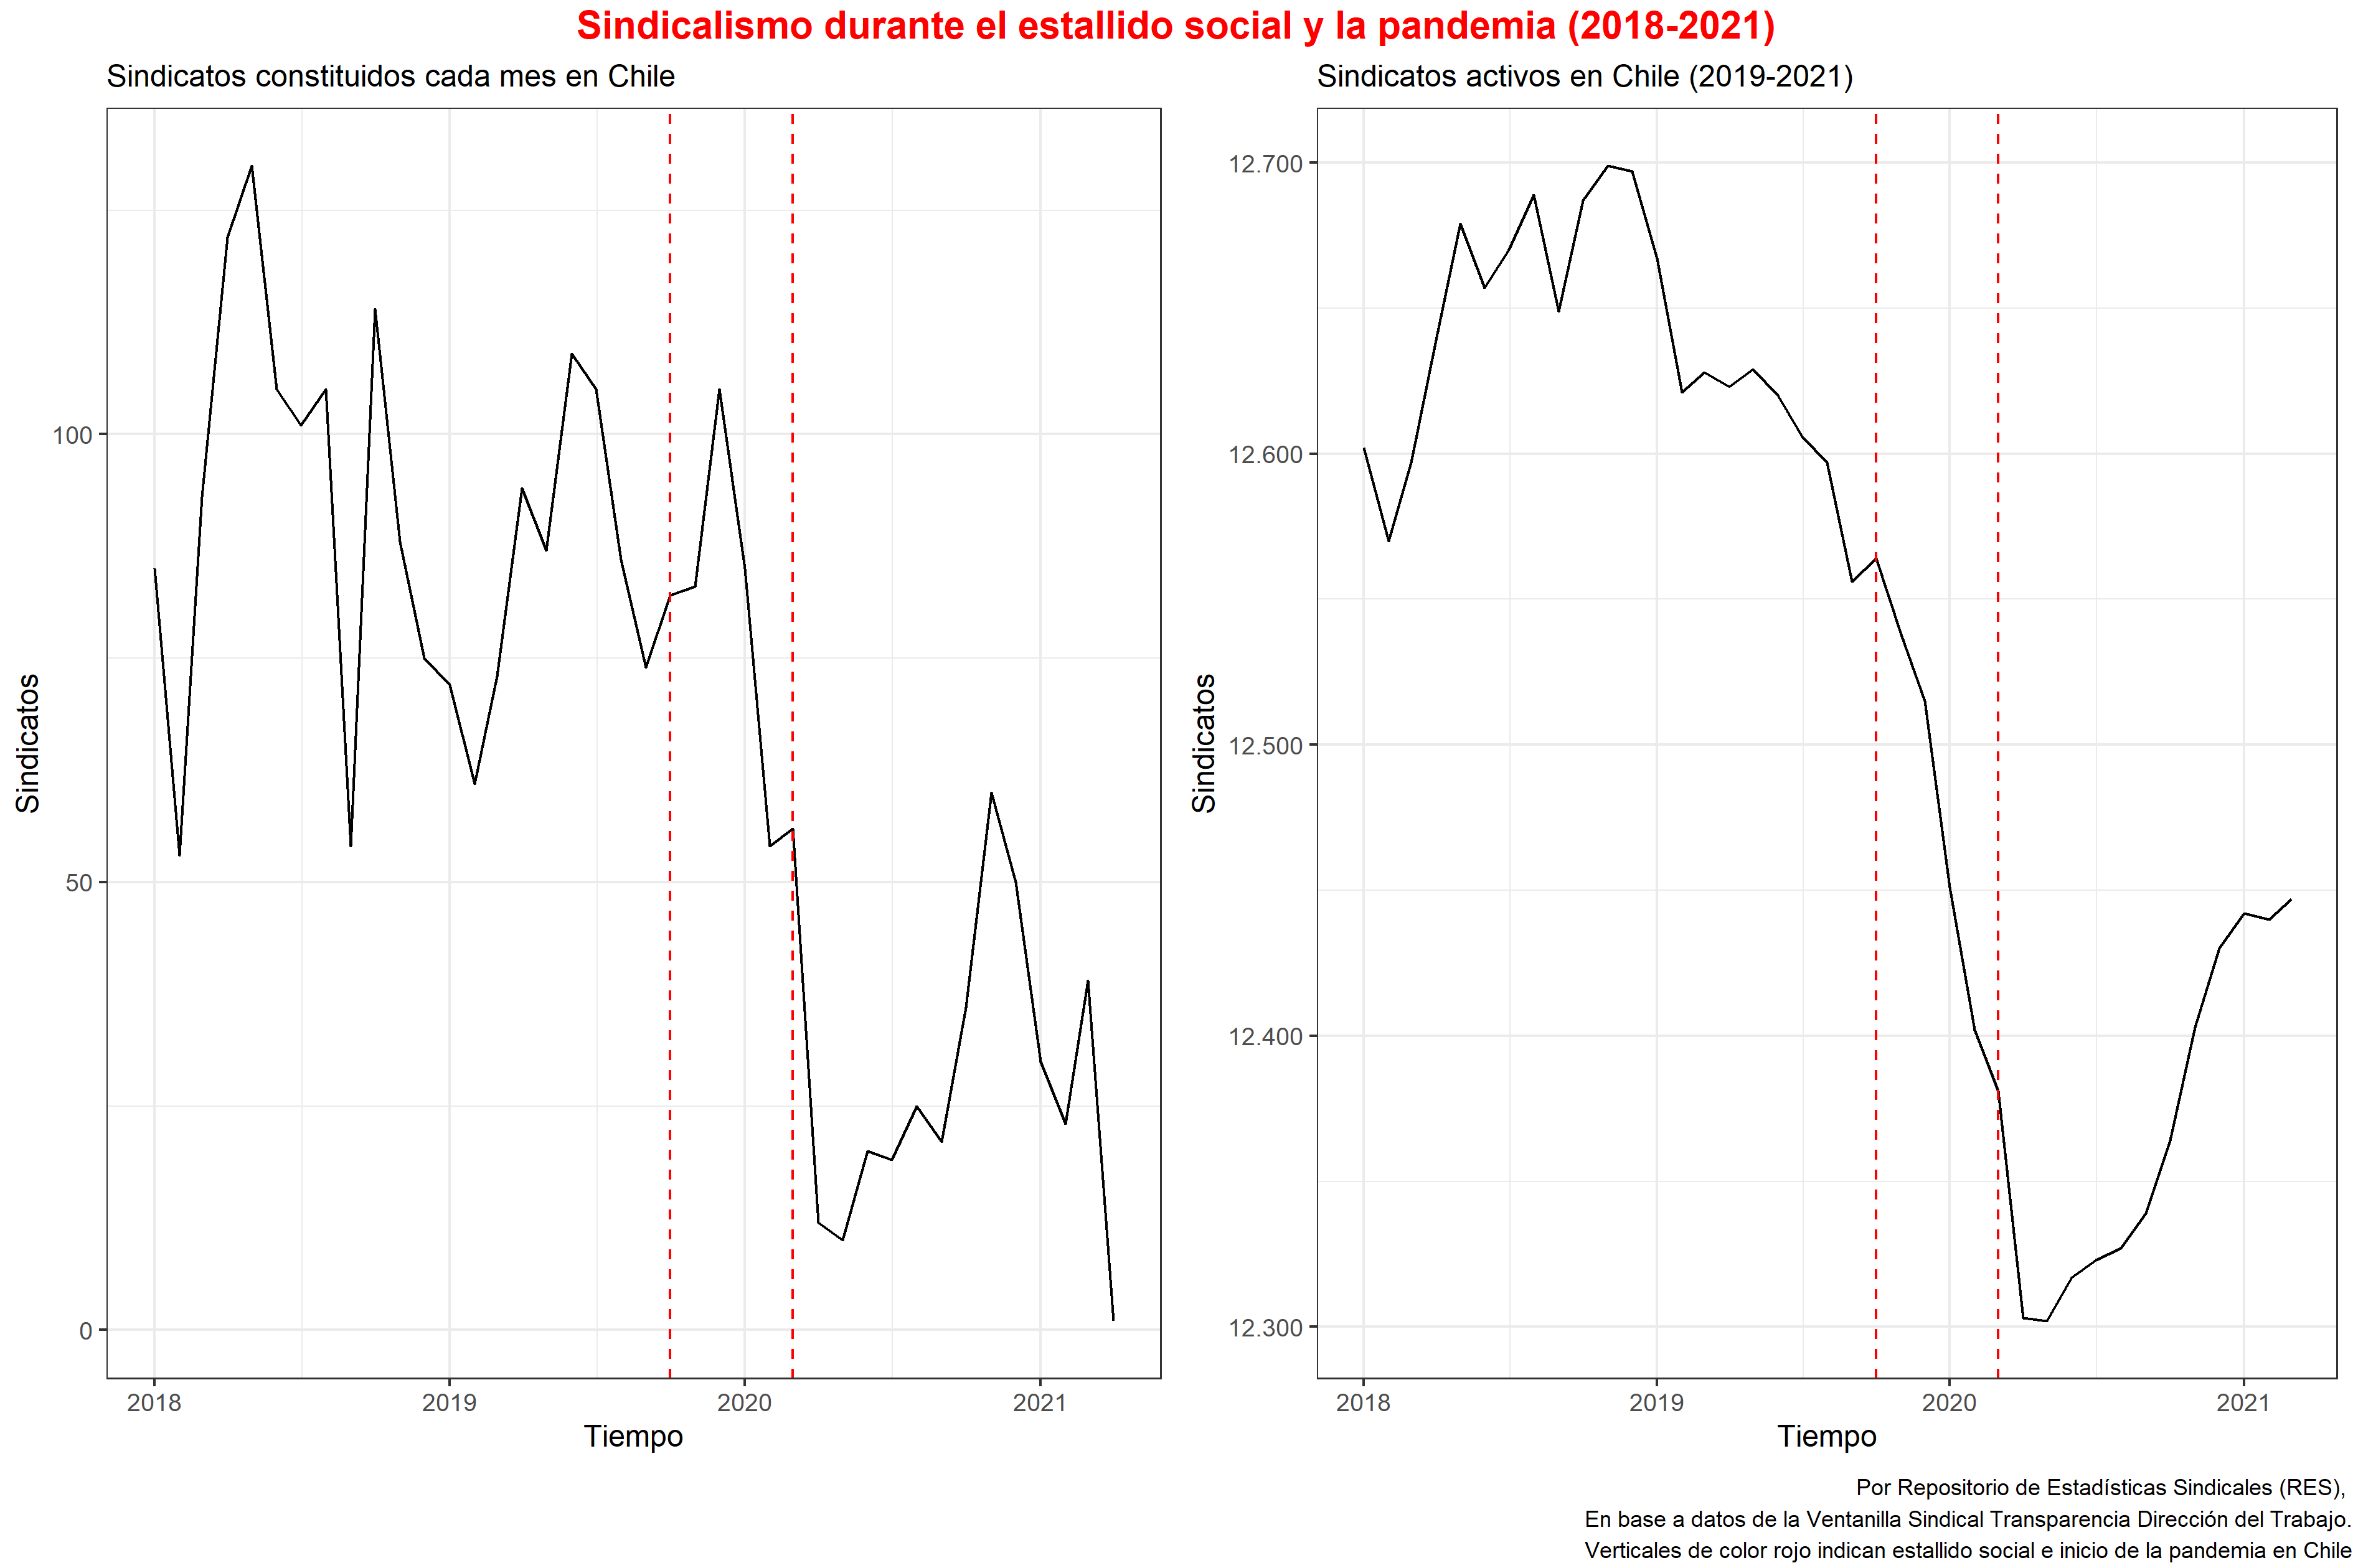 Sindicalismo durante el estallido social y la pandemia (2018-2021)
Sindicatos constituidos cada mes en Chile
Sindicatos
100
50
0
2018
2019
2020
2021
Tiempo
Sindicatos activos en Chile (2019-2021)
Sindicatos
12.700
12.600
12.500
12.400
12.300
2018
2019
2020
2021
Tiempo
Por Repositorio de Estadísticas Sindicales (RES),
En base a datos de la Ventanilla Sindical Transparencia Dirección del Trabajo.
Verticales de color rojo indican estallido social e inicio de la pandemia en Chile